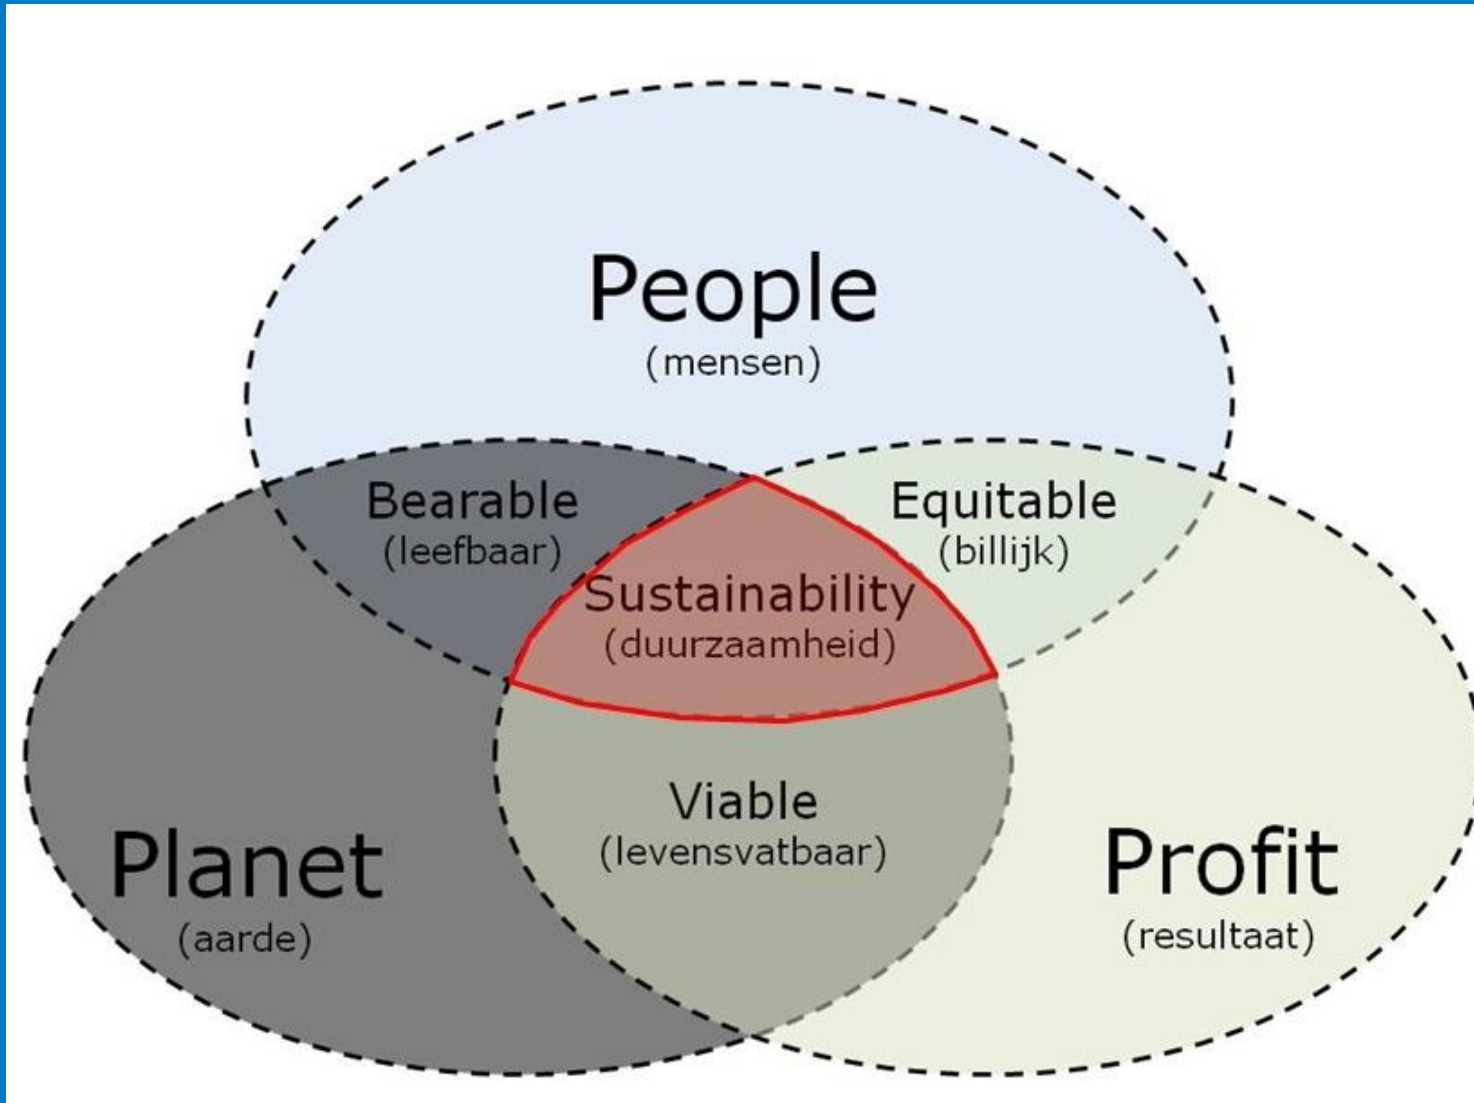 People
(mensen)
Bearable
(leefbaar)
Equitable
(billijk)
Sustainability
(duurzaamheid)
Viable
(levensvatbaar)
Planet
(aarde)
Profit
(resultaat)